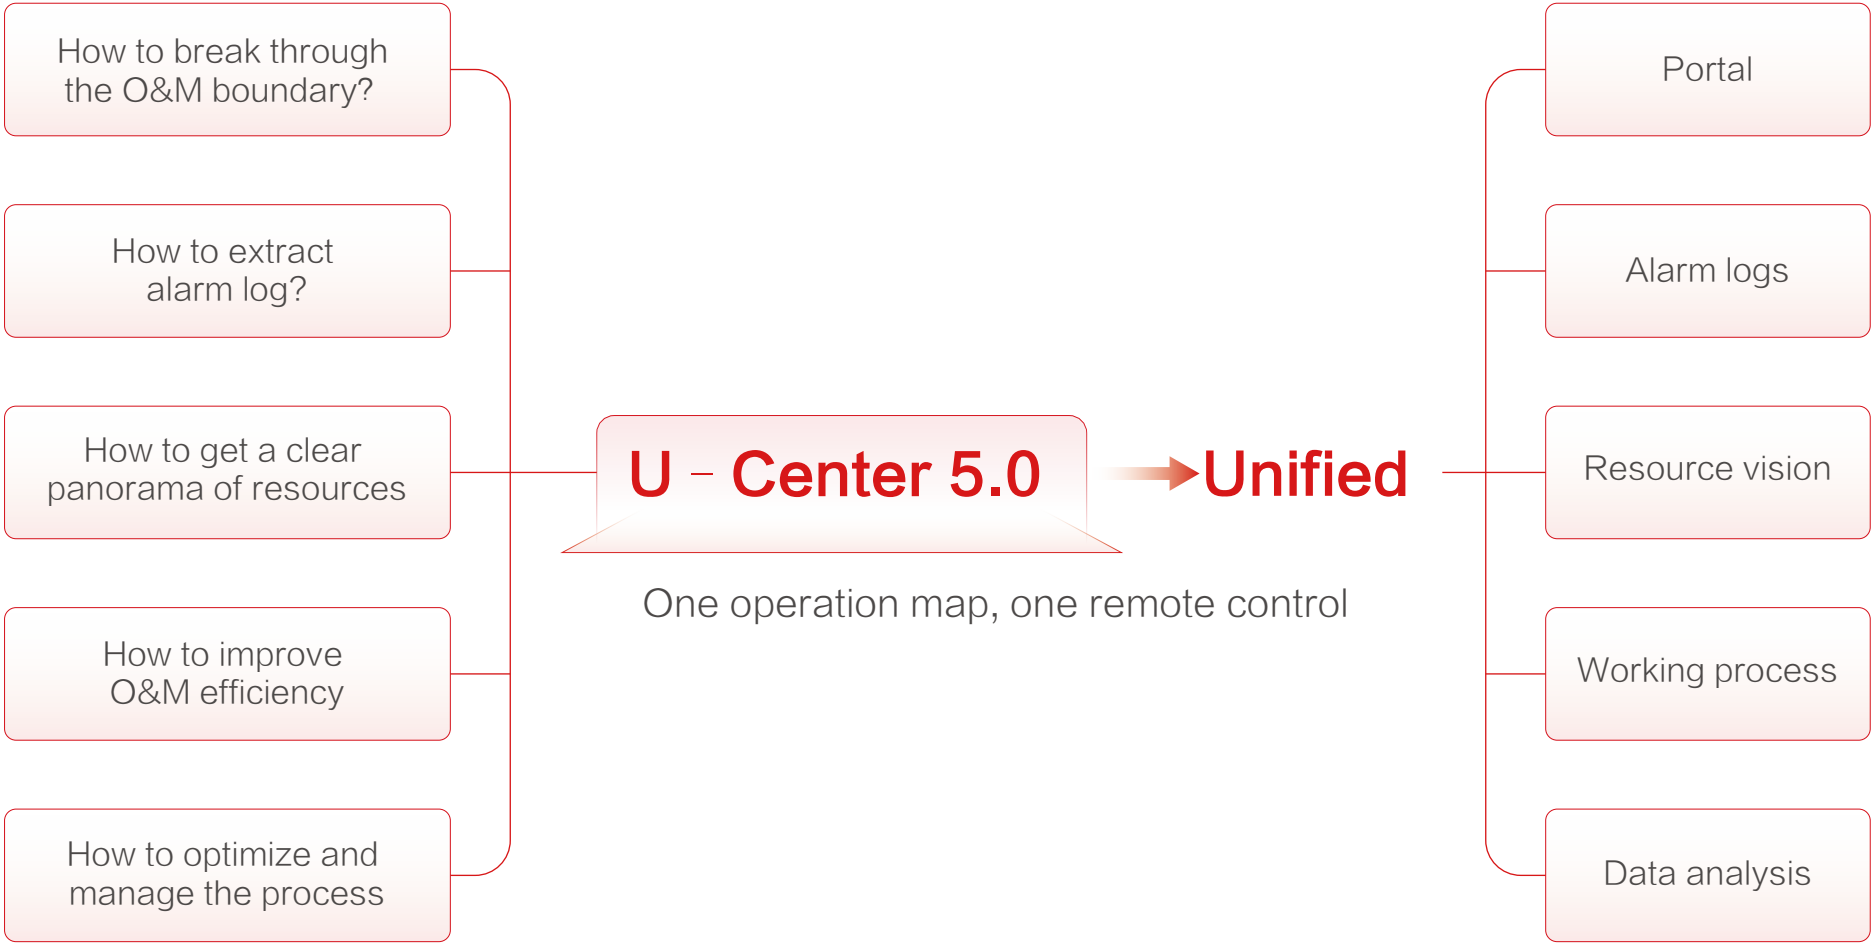 How to break through
the O&M boundary?
How to extract
alarm log?
How to get a clear
panorama of resources
How to improve
O&M efficiency
How to optimize and
manage the process
U – Center 5.0
Unified
One operation map, one remote control
Portal
Alarm logs
Resource vision
Working process
Data analysis